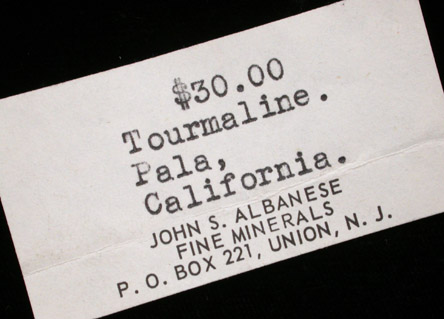 $30.00
Tourmaline.
Pala,
California.
JOHN S. ALBANESE
FINE MINERALS
P. O. BOX 221, UNION, N. J.